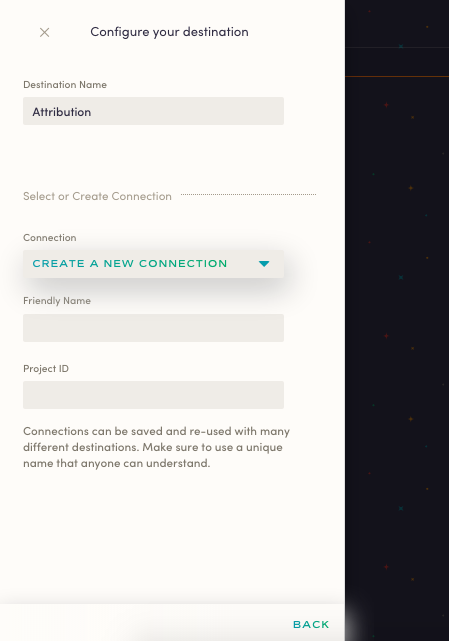 Configure your destination
Destination Name
Attribution
Select or Create Connection
Connection
CREATE A NEW CONNECTION
Friendly Name
Project ID
Connections can be saved and re-used with many
different destinations. Make sure to use a unique
name that anyone can understand.
BACK